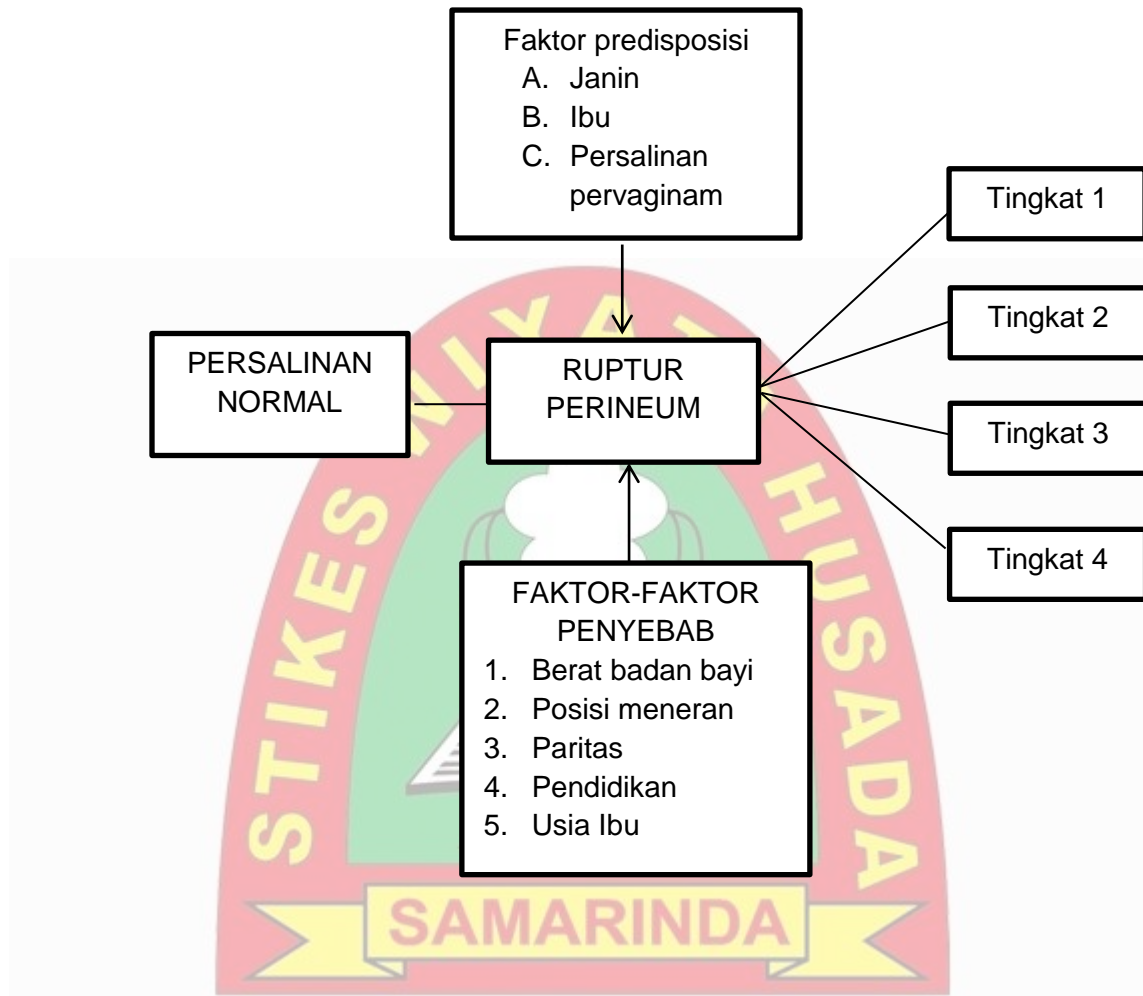 Faktor predisposisi
A. Janin
B. Ibu
C. Persalinan
pervaginam
Tingkat 1
Tingkat 2
Tingkat 3
Tingkat 4
PERSALINAN
NORMAL
RUPTUR
PERINEUM
FAKTOR-FAKTOR
PENYEBAB
1. Berat badan bayi
2. Posisi meneran
3. Paritas
4. Pendidikan
5. Usia Ibu
STIKES HUSADA
SAMARINDA